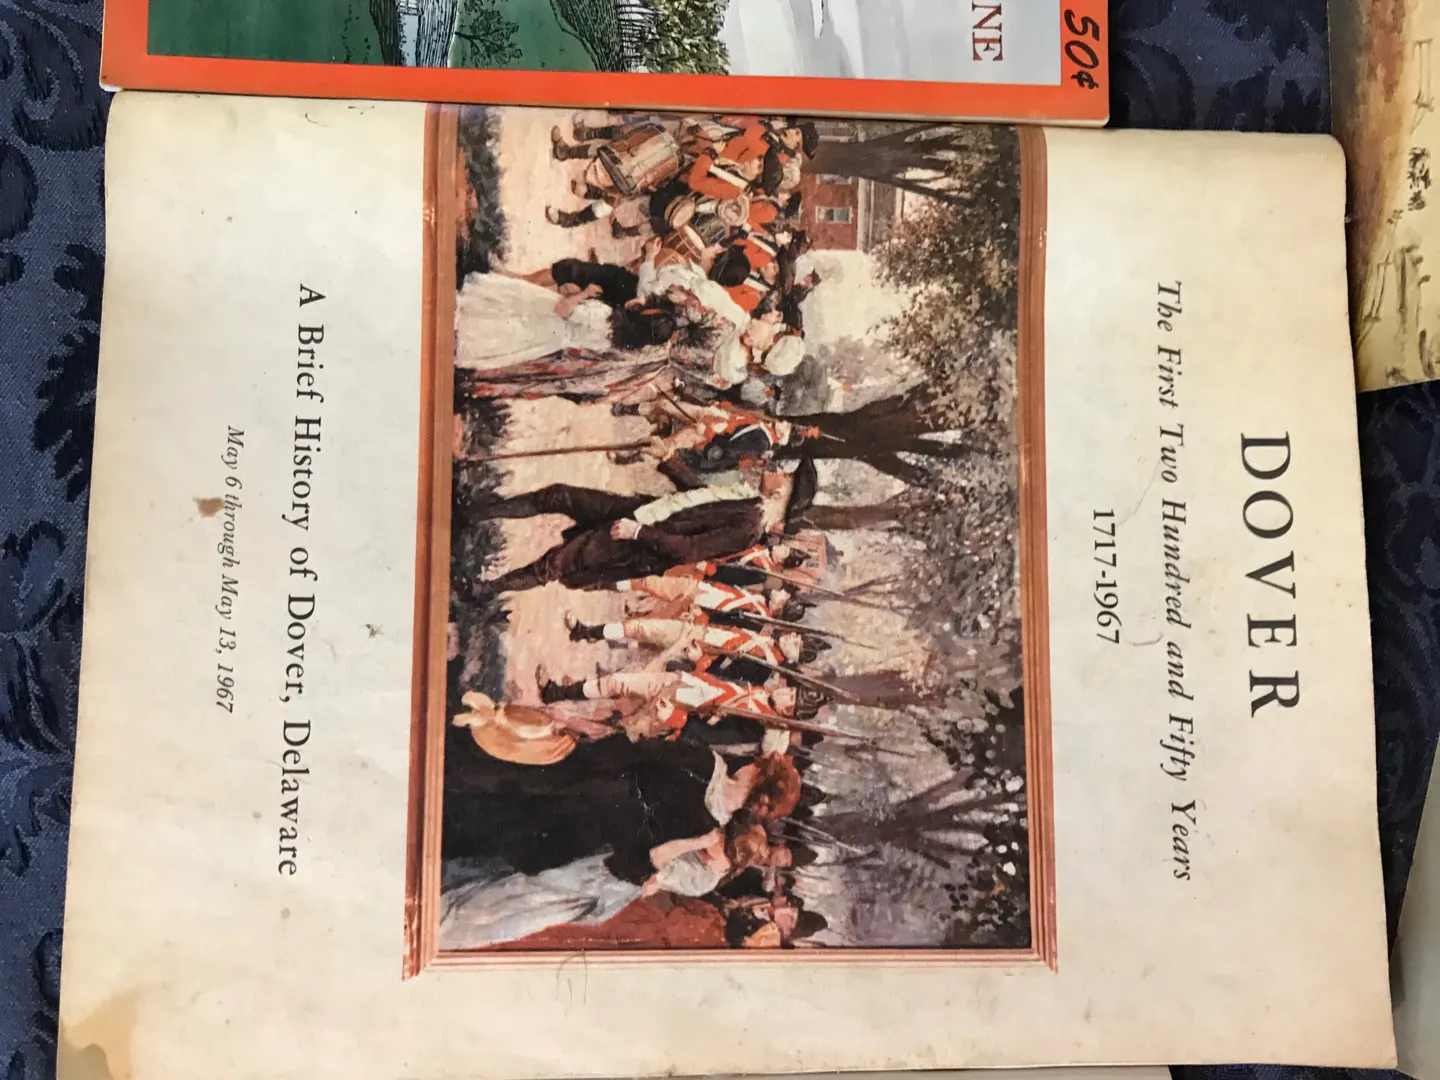 DOVER
The First Two Hundred and Fifty Years
1717-1967
A Brief History of Dover, Delaware
May 6 through May 13, 1967
NE
50¢